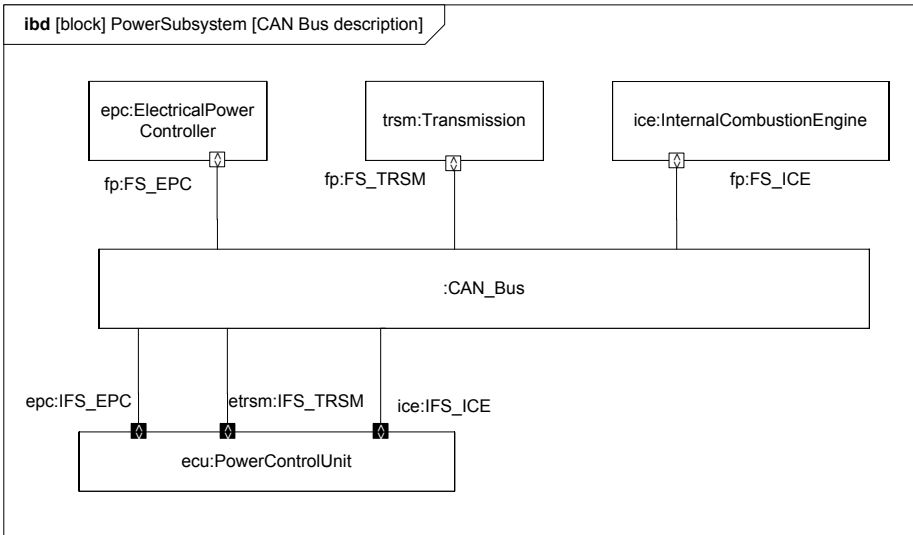 ibd [block] PowerSubsystem [CAN Bus description]
epc:ElectricalPower
Controller
trsm:Transmission
ice:InternalCombustionEngine
fp:FS_EPC
fp:FS_TRSM
fp:FS_ICE
:CAN_Bus
epc:IFS_EPC
etrsm:IFS_TRSM
ice:IFS_ICE
ecu:PowerControlUnit